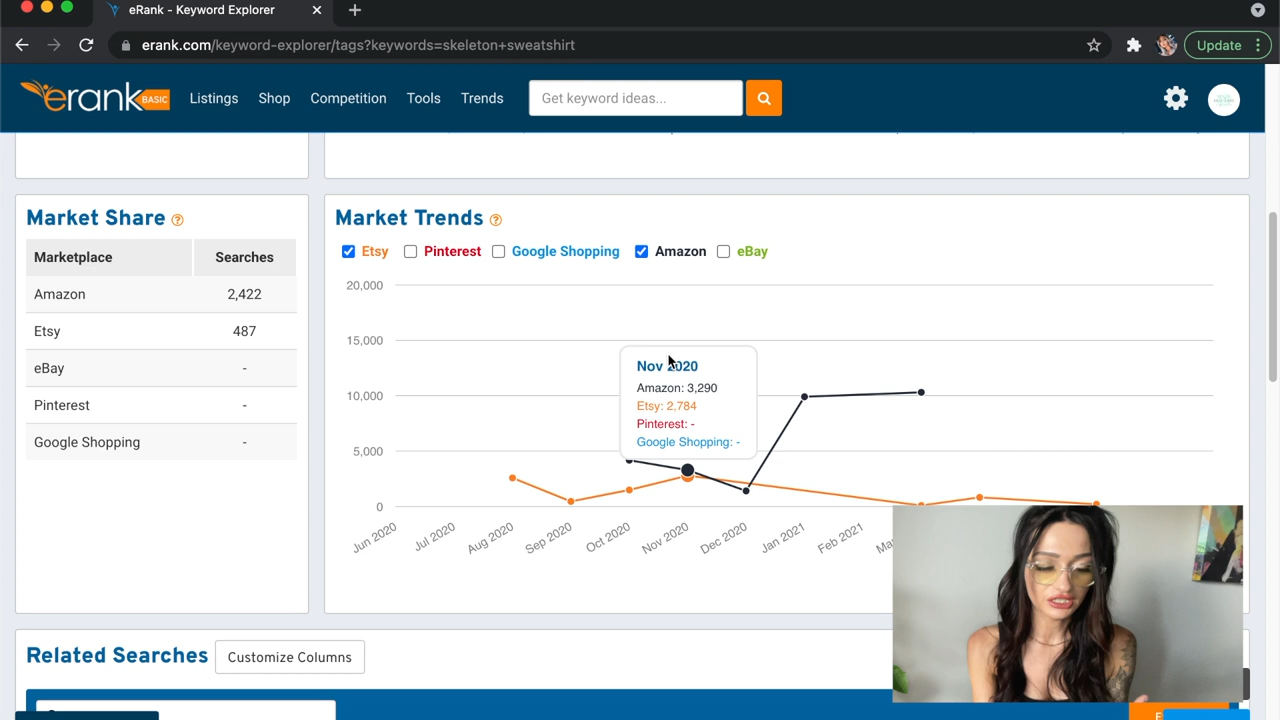 eRank - Keyword Explorer
erank.com/keyword-explorer/tags?keywords=skeleton+sweatshirt
Update
erank BASIC
Listings
Shop
Competition
Tools
Trends
Get keyword ideas...
Market Share
Marketplace Searches
Amazon 2,422
Etsy 487
eBay -
Pinterest -
Google Shopping -
Market Trends
Etsy Pinterest Google Shopping Amazon eBay
20,000
15,000
10,000
5,000
0
Nov 2020
Amazon: 3,290
Etsy: 2,784
Pinterest: -
Google Shopping: -
Jun 2020
Jul 2020
Aug 2020
Sep 2020
Oct 2020
Nov 2020
Dec 2020
Jan 2021
Feb 2021
Related Searches
Customize Columns